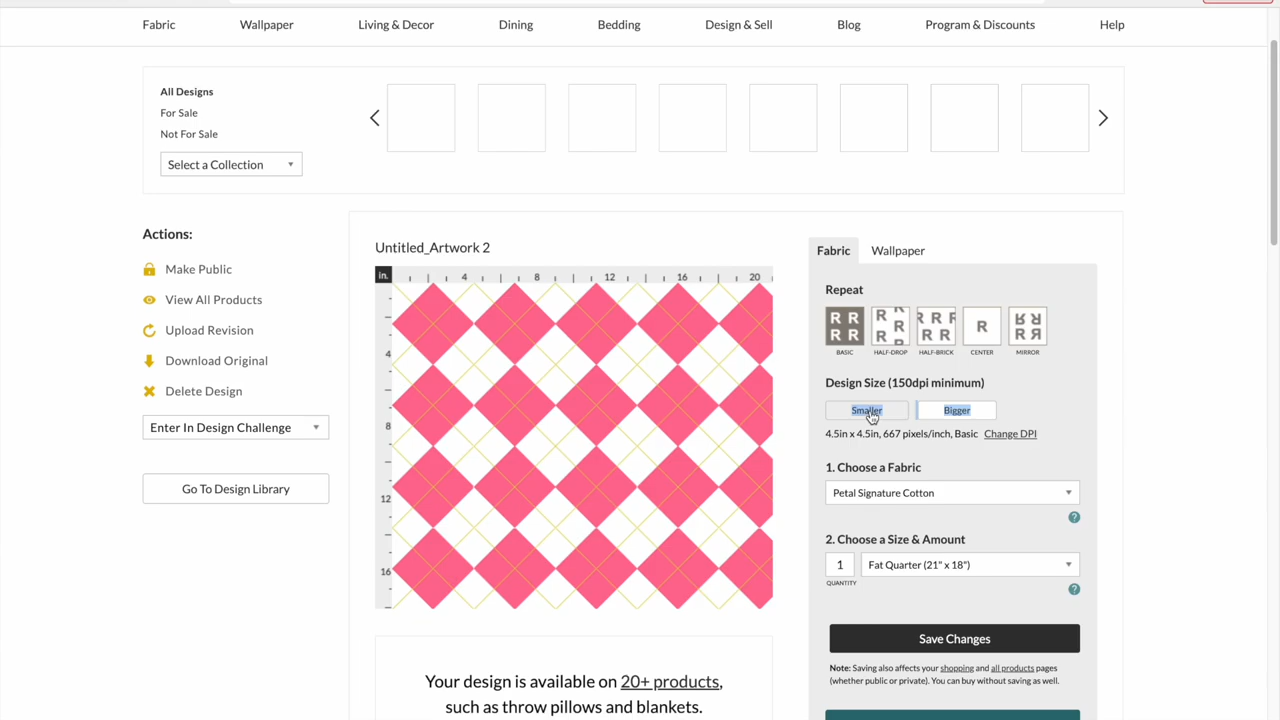 Fabric Wallpaper Living & Decor Dining Bedding Design & Sell Blog Program & Discounts Help
All Designs
For Sale
Not For Sale
Select a Collection
Actions:
Make Public
View All Products
Upload Revision
Download Original
Delete Design
Enter In Design Challenge
Go To Design Library
Untitled_Artwork 2
in. 4 8 12 16 20
4
8
12
16
Your design is available on 20+ products,
such as throw pillows and blankets.
Fabric Wallpaper
Repeat
R R R R R R R R R R R R R R R R
BASIC HALF-DROP HALF-BRICK CENTER MIRROR
Design Size (150dpi minimum)
Smaller Bigger
4.5in x 4.5in, 667 pixels/inch, Basic Change DPI
1. Choose a Fabric
Petal Signature Cotton
?
2. Choose a Size & Amount
1 Fat Quarter (21" x 18")
QUANTITY
?
Save Changes
Note: Saving also affects your shopping and all products pages
(whether public or private). You can buy without saving as well.